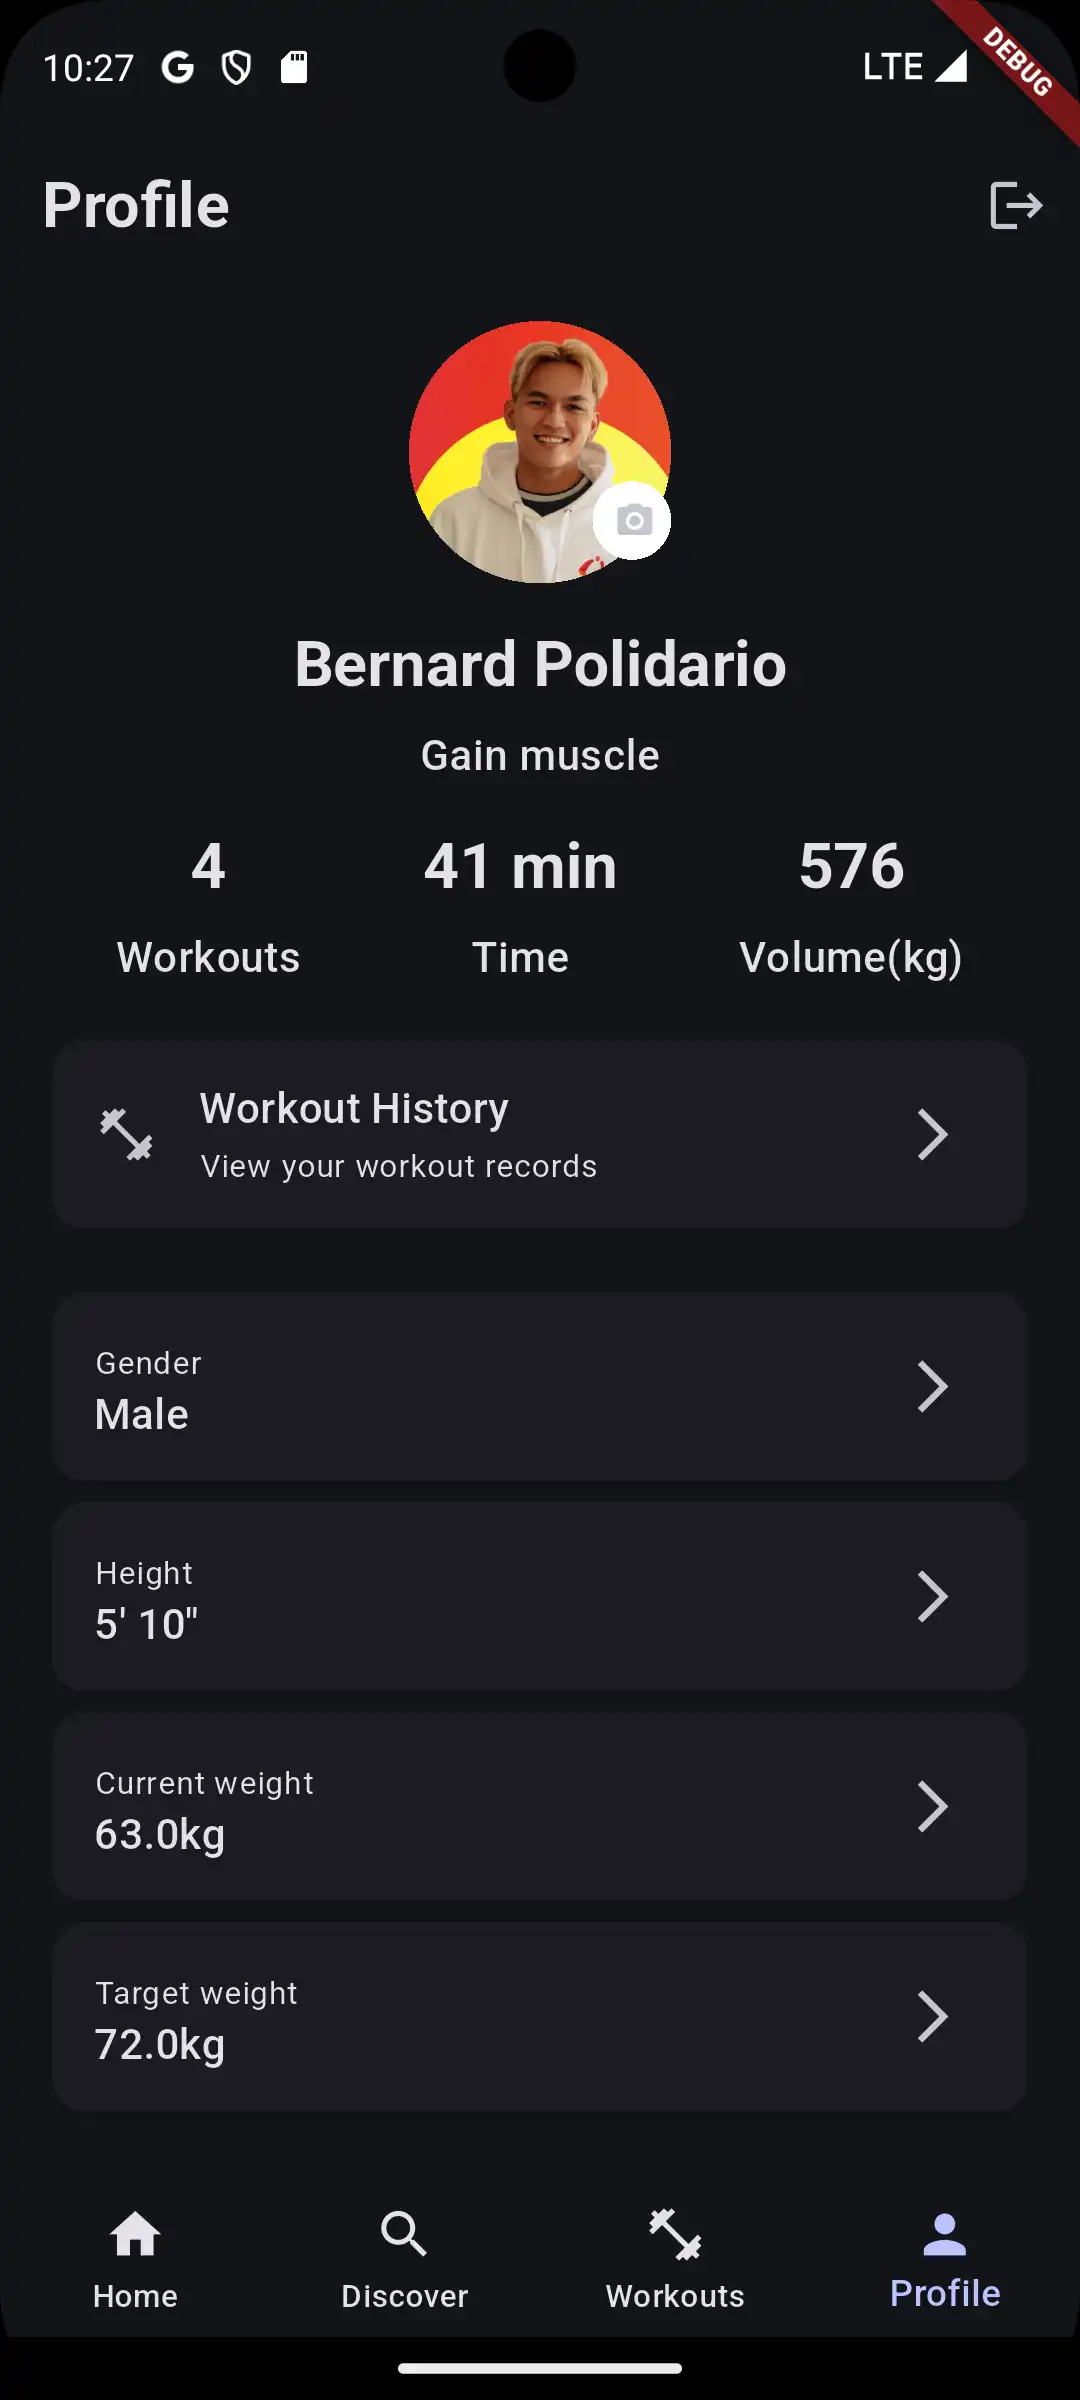 10:27
LTE
DEBUG
Profile
Bernard Polidario
Gain muscle
4
41 min
576
Workouts
Time
Volume(kg)
Workout History
View your workout records
Gender
Male
Height
5' 10"
Current weight
63.0kg
Target weight
72.0kg
Home
Discover
Workouts
Profile